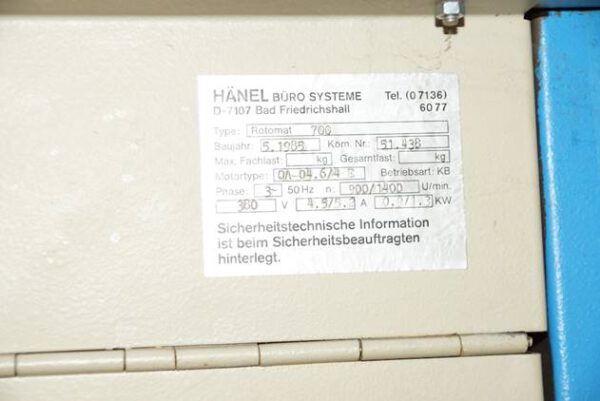 HÄNEL BÜRO SYSTEME Tel. (07136)
D-7107 Bad Friedrichshall 6077
Type: Rotomat 700
Baujahr: 5.1985 Kom. Nr.: 51.438
Max. Fachlast: kg Gesamtlast: kg
Motortype: Betriebsart: KB
Phase: 3~ 50 Hz n: 900/1400 U/min.
380 V A KW
Sicherheitstechnische Information
ist beim Sicherheitsbeauftragten
hinterlegt.